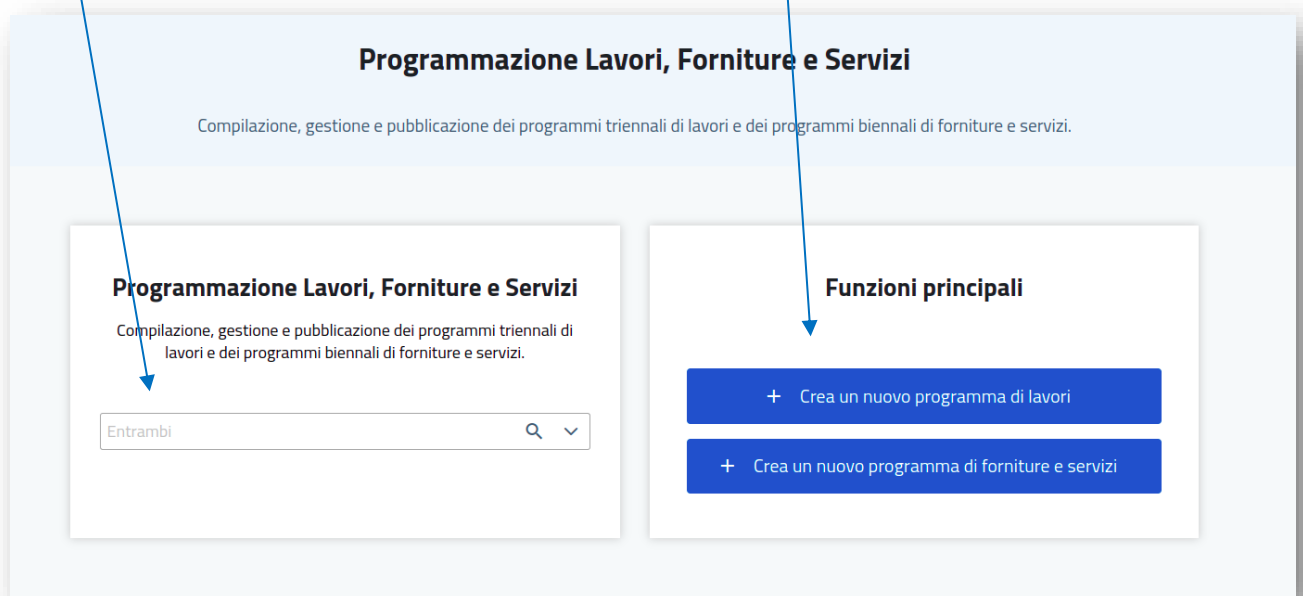 Programmazione Lavori, Forniture e Servizi
Compilazione, gestione e pubblicazione dei programmi triennali di lavori e dei programmi biennali di forniture e servizi.
Programmazione Lavori, Forniture e Servizi
Compilazione, gestione e pubblicazione dei programmi triennali di
lavori e dei programmi biennali di forniture e servizi.
Entrambi
Funzioni principali
+ Crea un nuovo programma di lavori
+ Crea un nuovo programma di forniture e servizi